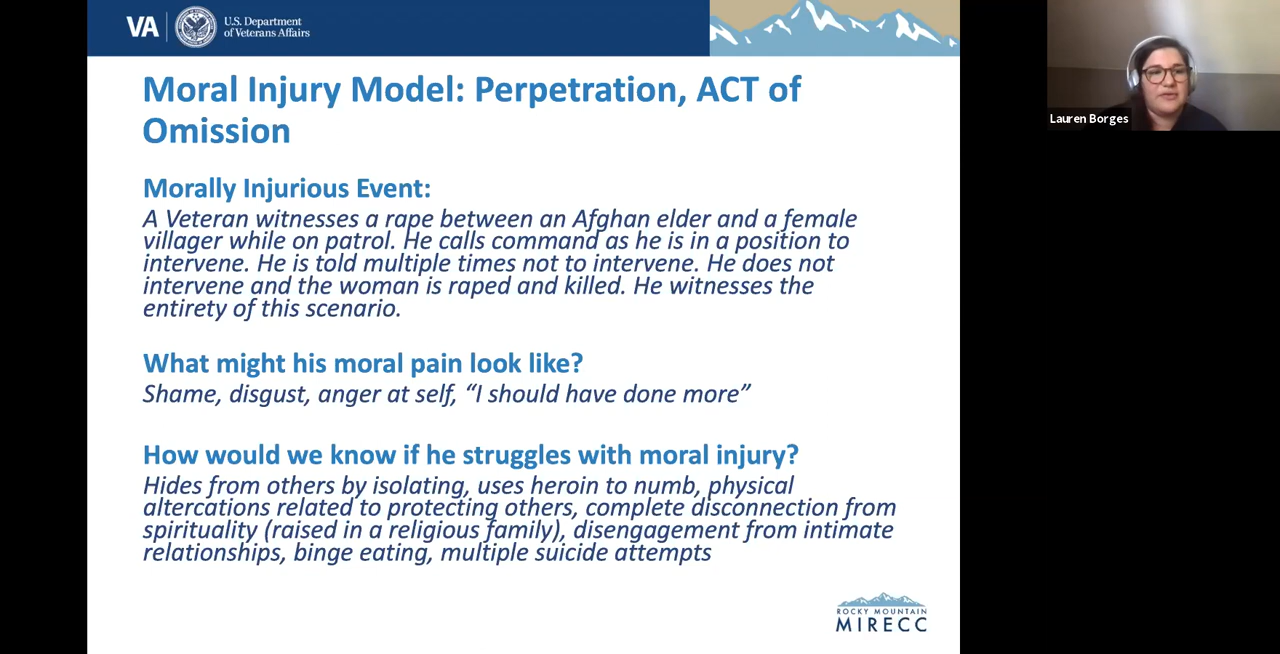 VA
U.S. Department
of Veterans Affairs
Moral Injury Model: Perpetration, ACT of
Omission
Lauren Borges
Morally Injurious Event:
A Veteran witnesses a rape between an Afghan elder and a female
villager while on patrol. He calls command as he is in a position to
intervene. He is told multiple times not to intervene. He does not
intervene and the woman is raped and killed. He witnesses the
entirety of this scenario.
What might his moral pain look like?
Shame, disgust, anger at self, “I should have done more”
How would we know if he struggles with moral injury?
Hides from others by isolating, uses heroin to numb, physical
altercations related to protecting others, complete disconnection from
spirituality (raised in a religious family), disengagement from intimate
relationships, binge eating, multiple suicide attempts
ROCKY MOUNTAIN
MIRECC